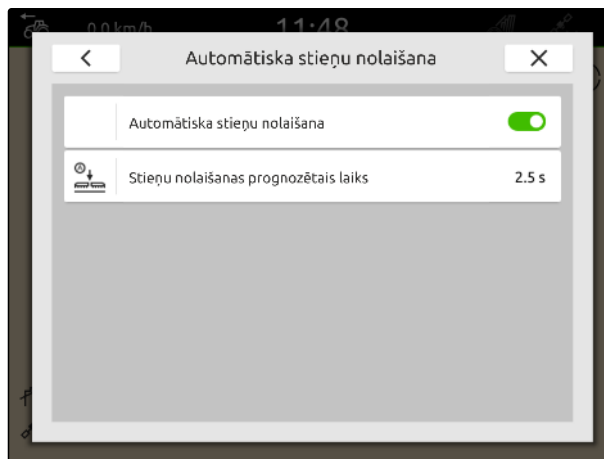 0.0 km/h 11:48
Automātiska stieņu nolaišana
Automātiska stieņu nolaišana
Stieņu nolaišanas prognozētais laiks 2.5 s